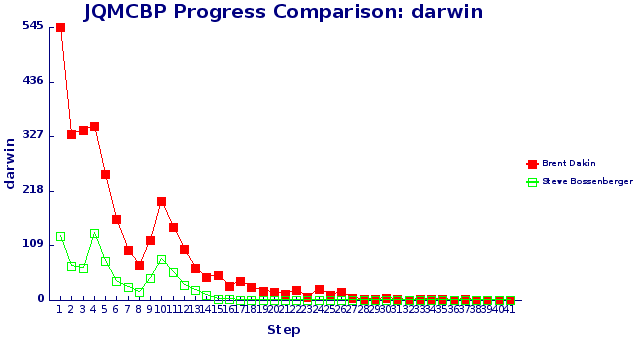 JQMCBP Progress Comparison: darwin
545
436
327
218
109
0
darwin
1 2 3 4 5 6 7 8 9 10 11 12 13 14 15 16 17 18 19 20 21 22 23 24 25 26 27 28 29 30 31 32 33 34 35 36 37 38 39 40 41
Step
Brent Dakin
Steve Bossenberger